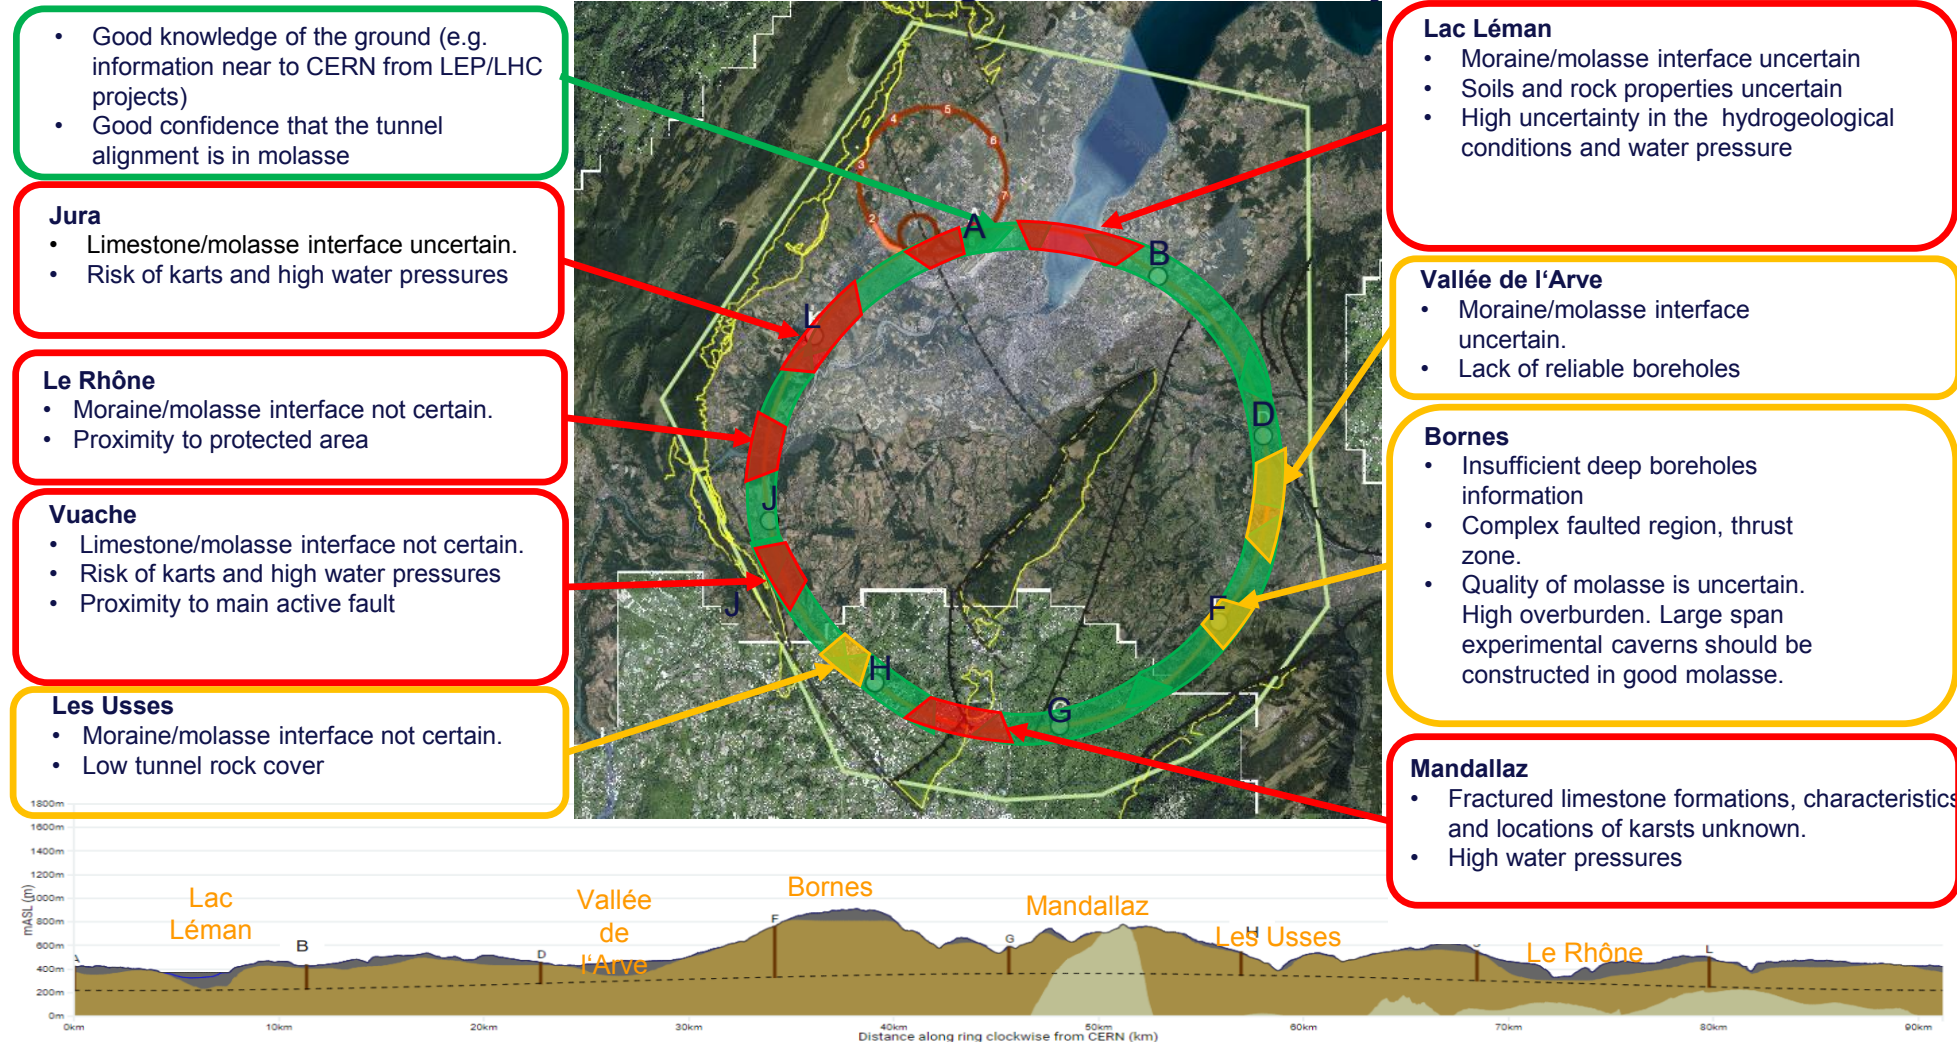 • Good knowledge of the ground (e.g.
information near to CERN from LEP/LHC
projects)
• Good confidence that the tunnel
alignment is in molasse
Jura
• Limestone/molasse interface uncertain.
• Risk of karts and high water pressures
Le Rhône
• Moraine/molasse interface not certain.
• Proximity to protected area
Vuache
• Limestone/molasse interface not certain.
• Risk of karts and high water pressures
• Proximity to main active fault
Les Usses
• Moraine/molasse interface not certain.
• Low tunnel rock cover
5
4
6
3
7
2
A
B
L
D
J
J
F
H
G
Lac Léman
• Moraine/molasse interface uncertain
• Soils and rock properties uncertain
• High uncertainty in the hydrogeological
conditions and water pressure
Vallée de l‘Arve
• Moraine/molasse interface
uncertain.
• Lack of reliable boreholes
Bornes
• Insufficient deep boreholes
information
• Complex faulted region, thrust
zone.
• Quality of molasse is uncertain.
High overburden. Large span
experimental caverns should be
constructed in good molasse.
Mandallaz
• Fractured limestone formations, characteristics
and locations of karsts unknown.
• High water pressures
1800m
1600m
1400m
1200m
1000m
800m
600m
400m
200m
0m
mASL (m)
Lac
Léman
Vallée
de
l‘Arve
Bornes
Mandallaz
Les Usses
Le Rhône
A
B
D
F
G
H
L
0km
10km
20km
30km
40km
50km
60km
70km
80km
90km
Distance along ring clockwise from CERN (km)